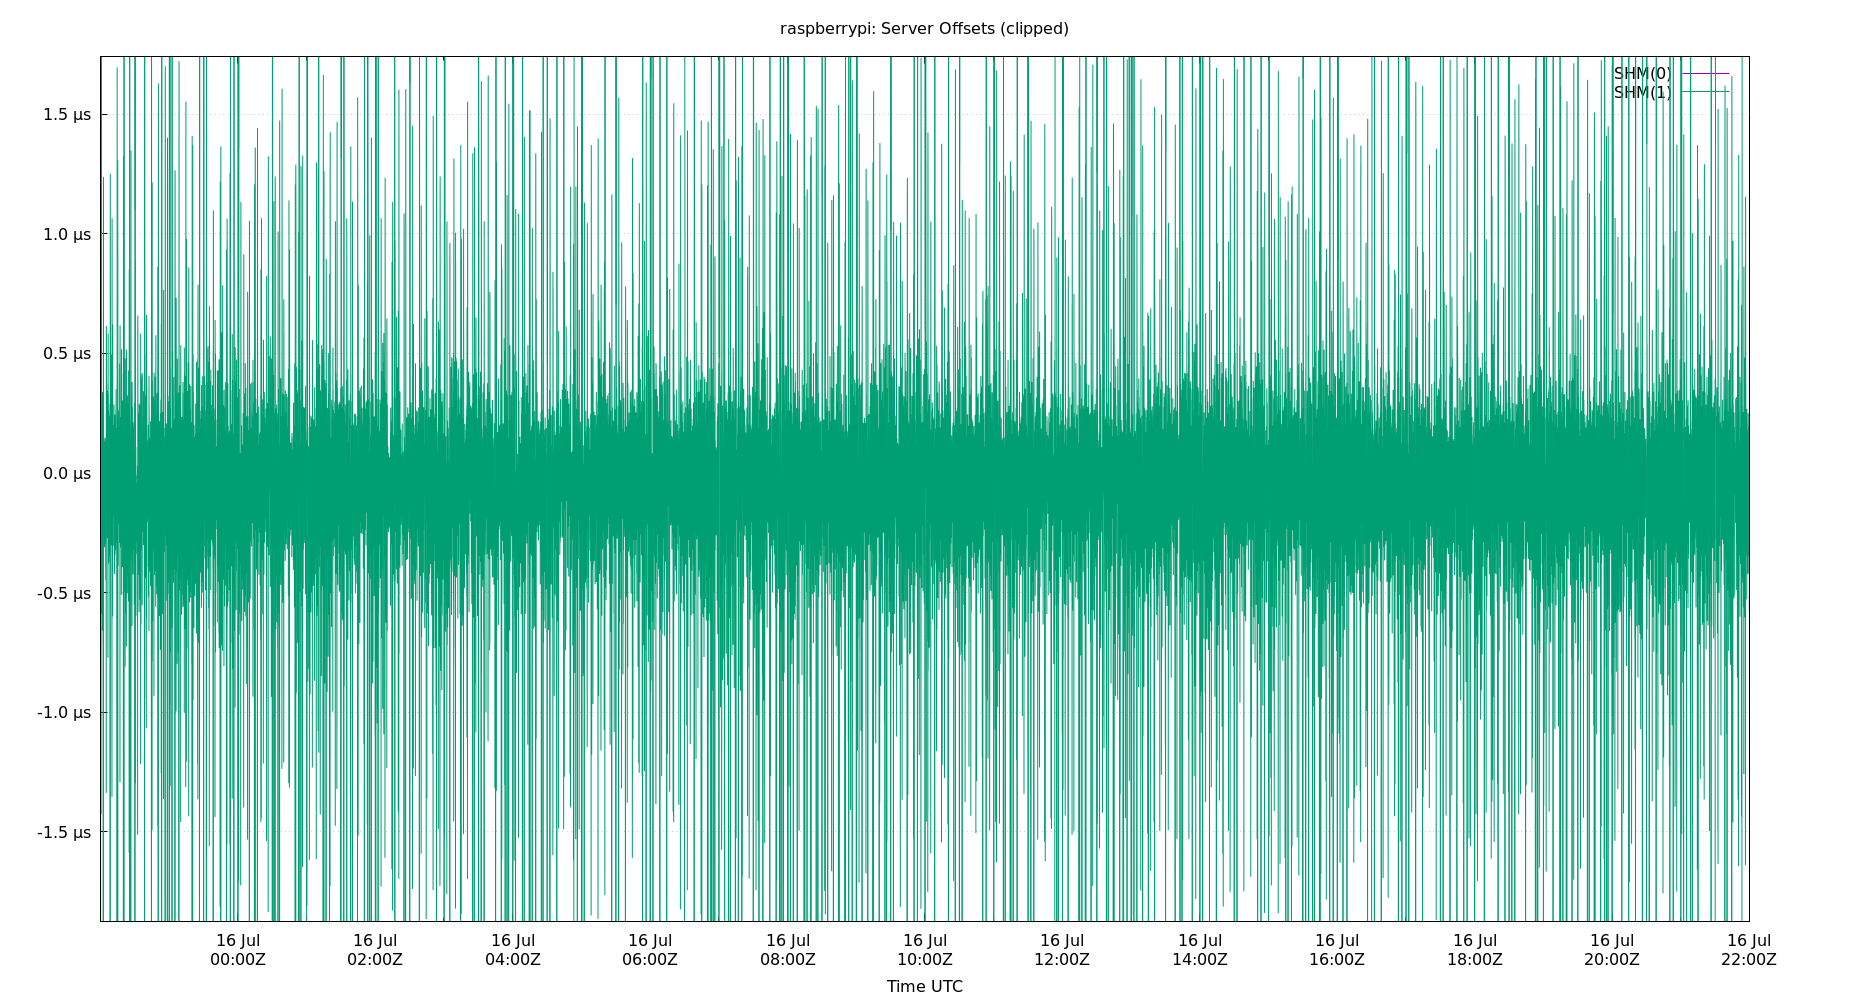 raspberrypi: Server Offsets (clipped)
SHM(0)
SHM(1)
1.5 µs
1.0 µs
0.5 µs
0.0 µs
-0.5 µs
-1.0 µs
-1.5 µs
16 Jul 16 Jul 16 Jul 16 Jul 16 Jul 16 Jul 16 Jul 16 Jul 16 Jul 16 Jul 16 Jul 16 Jul
00:00Z 02:00Z 04:00Z 06:00Z 08:00Z 10:00Z 12:00Z 14:00Z 16:00Z 18:00Z 20:00Z 22:00Z
Time UTC